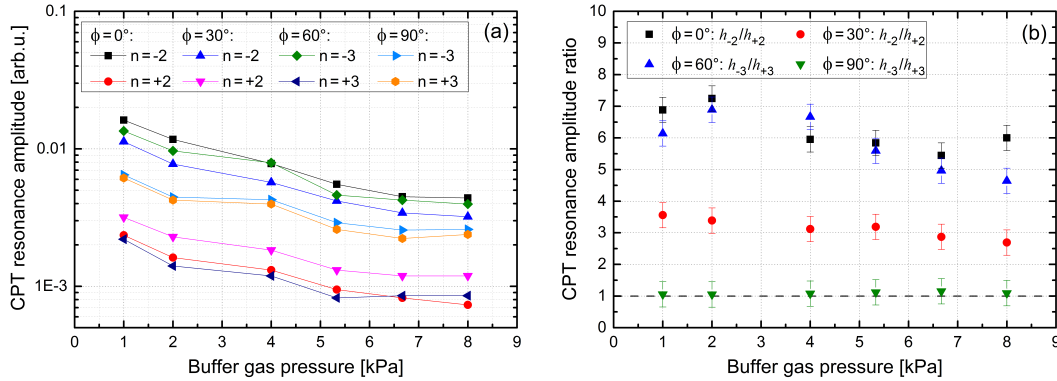 (a)
ϕ=0°: ϕ=30°: ϕ=60°: ϕ=90°:
n=-2 n=-2 n=-3 n=-3
n=+2 n=+2 n=+3 n=+3
0.1
0.01
1E-3
CPT resonance amplitude [arb.u.]
0 1 2 3 4 5 6 7 8 9
Buffer gas pressure [kPa]
(b)
ϕ=0°: h-2/h+2 ϕ=30°: h-2/h+2
ϕ=60°: h-3/h+3 ϕ=90°: h-3/h+3
10
9
8
7
6
5
4
3
2
1
0
CPT resonance amplitude ratio
0 1 2 3 4 5 6 7 8 9
Buffer gas pressure [kPa]